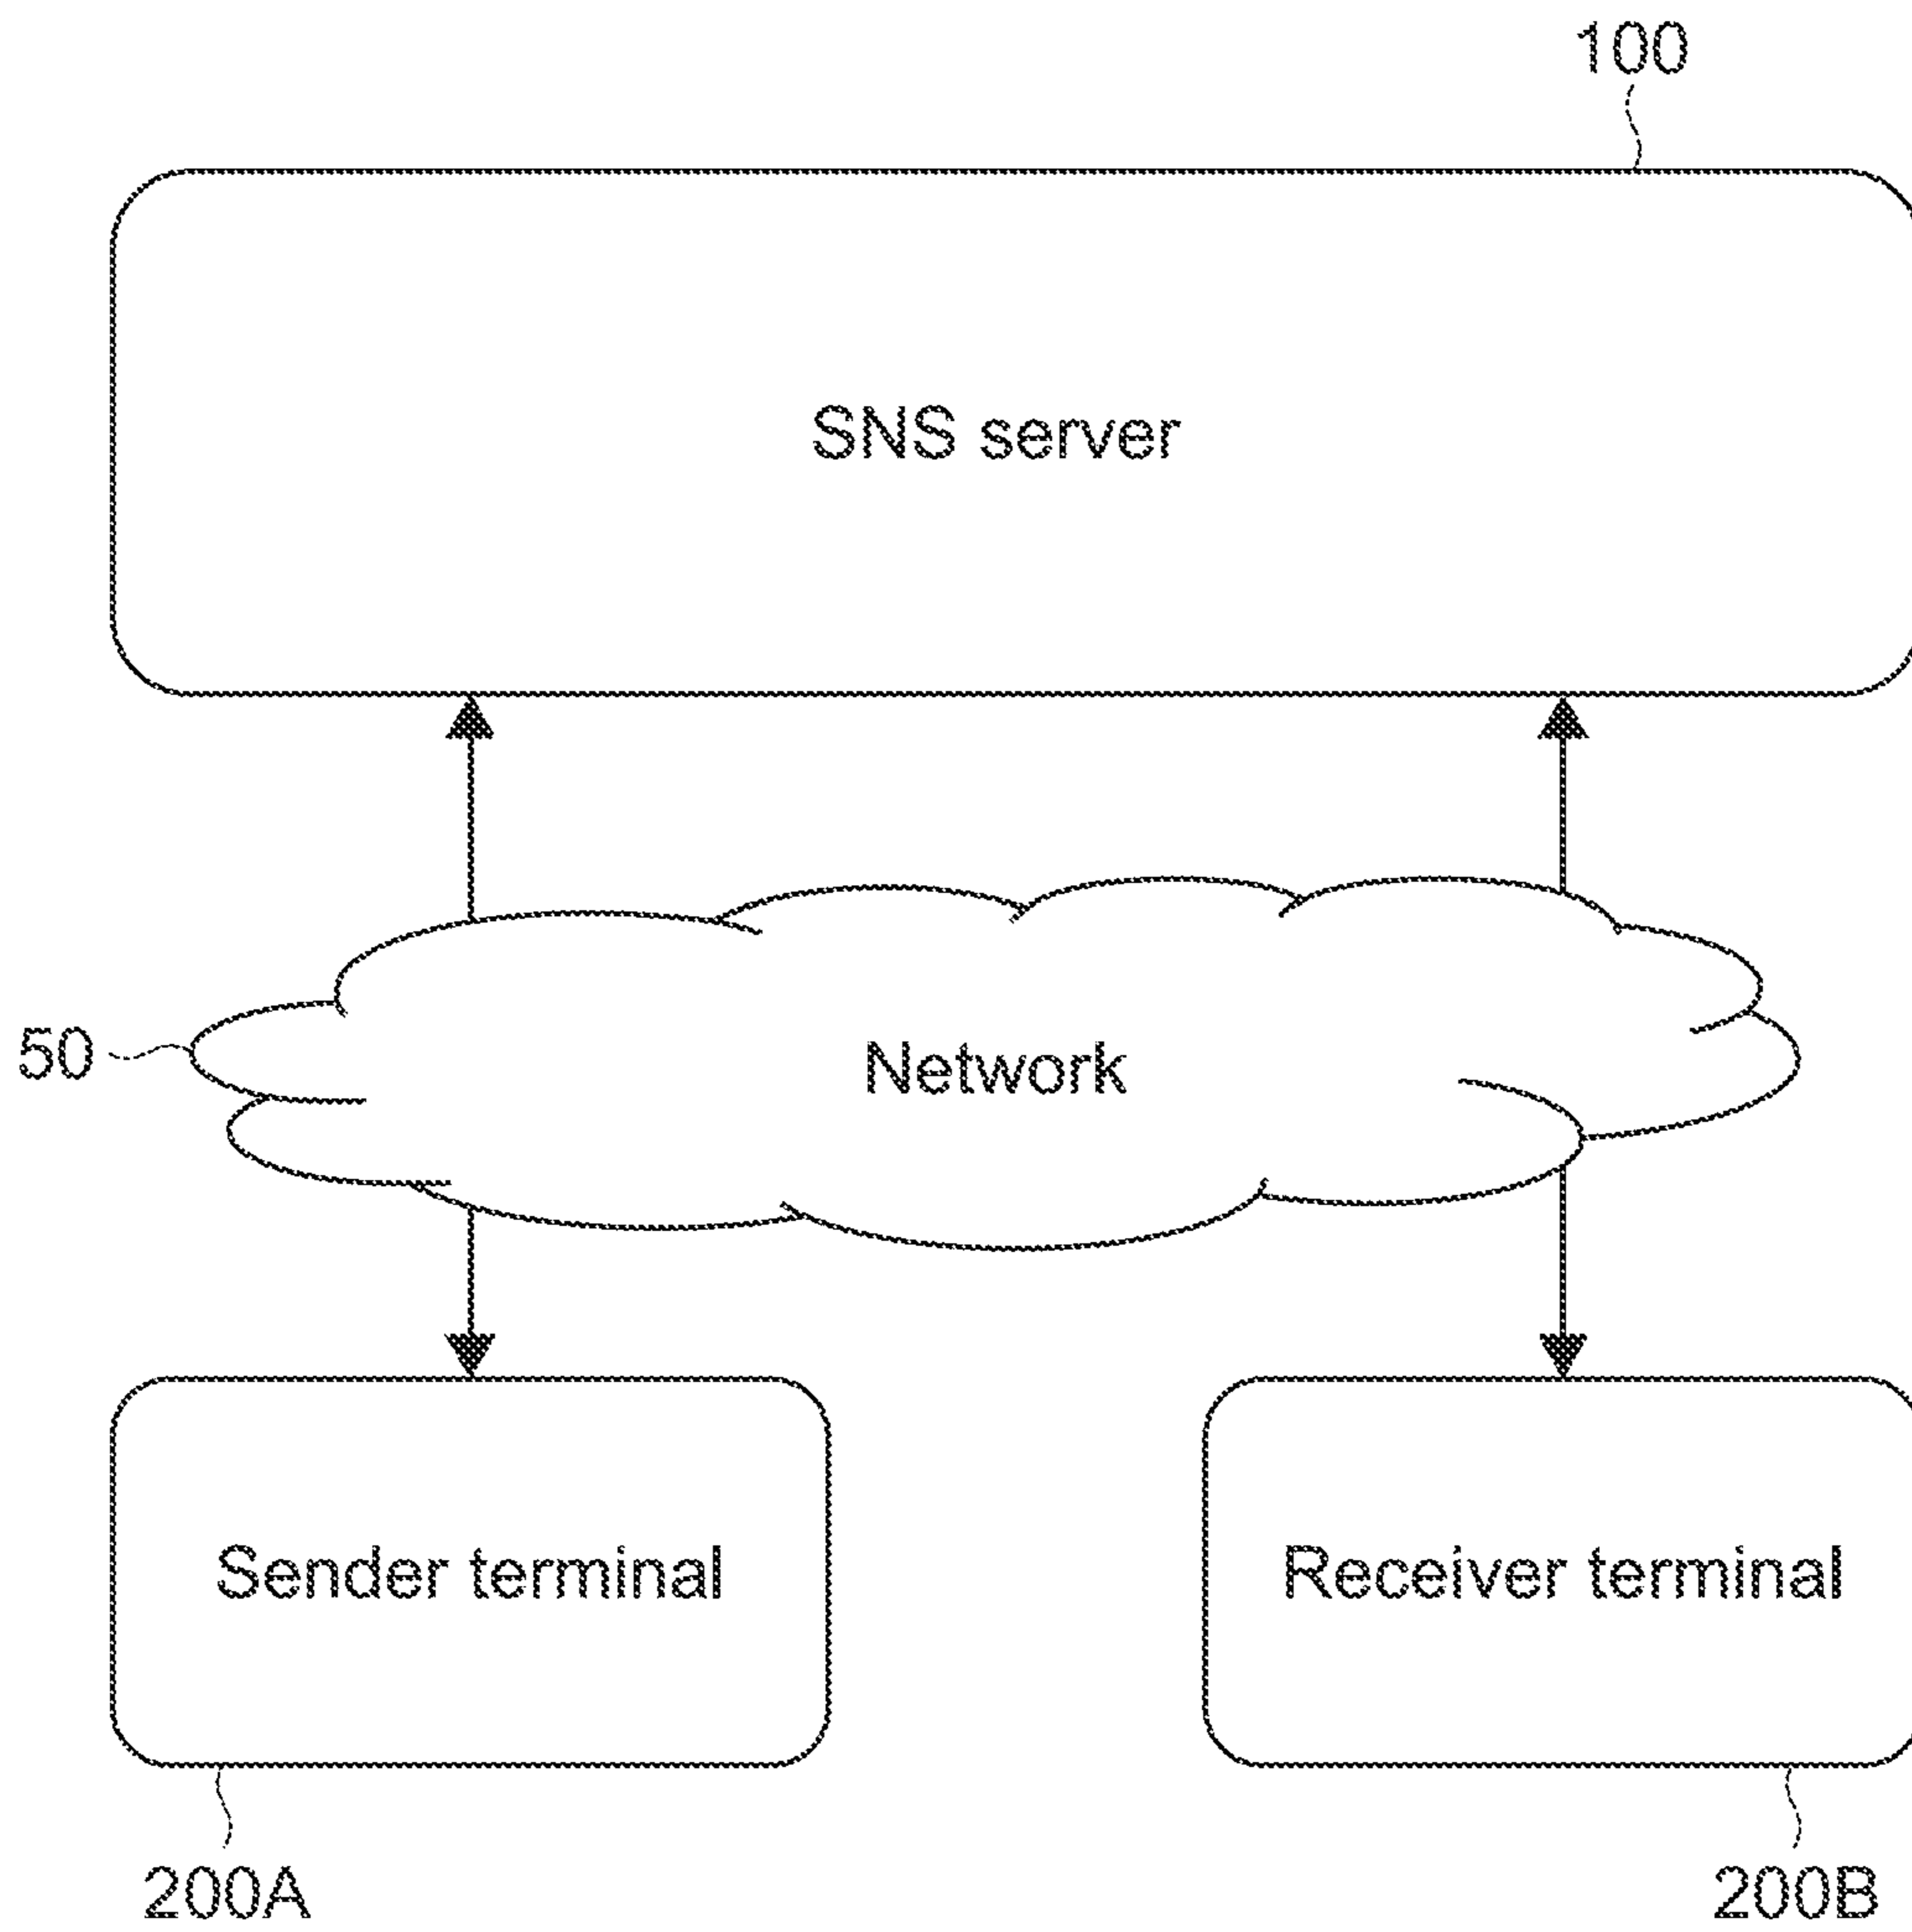 100
SNS server
50
Network
Sender terminal
Receiver terminal
200A
200B